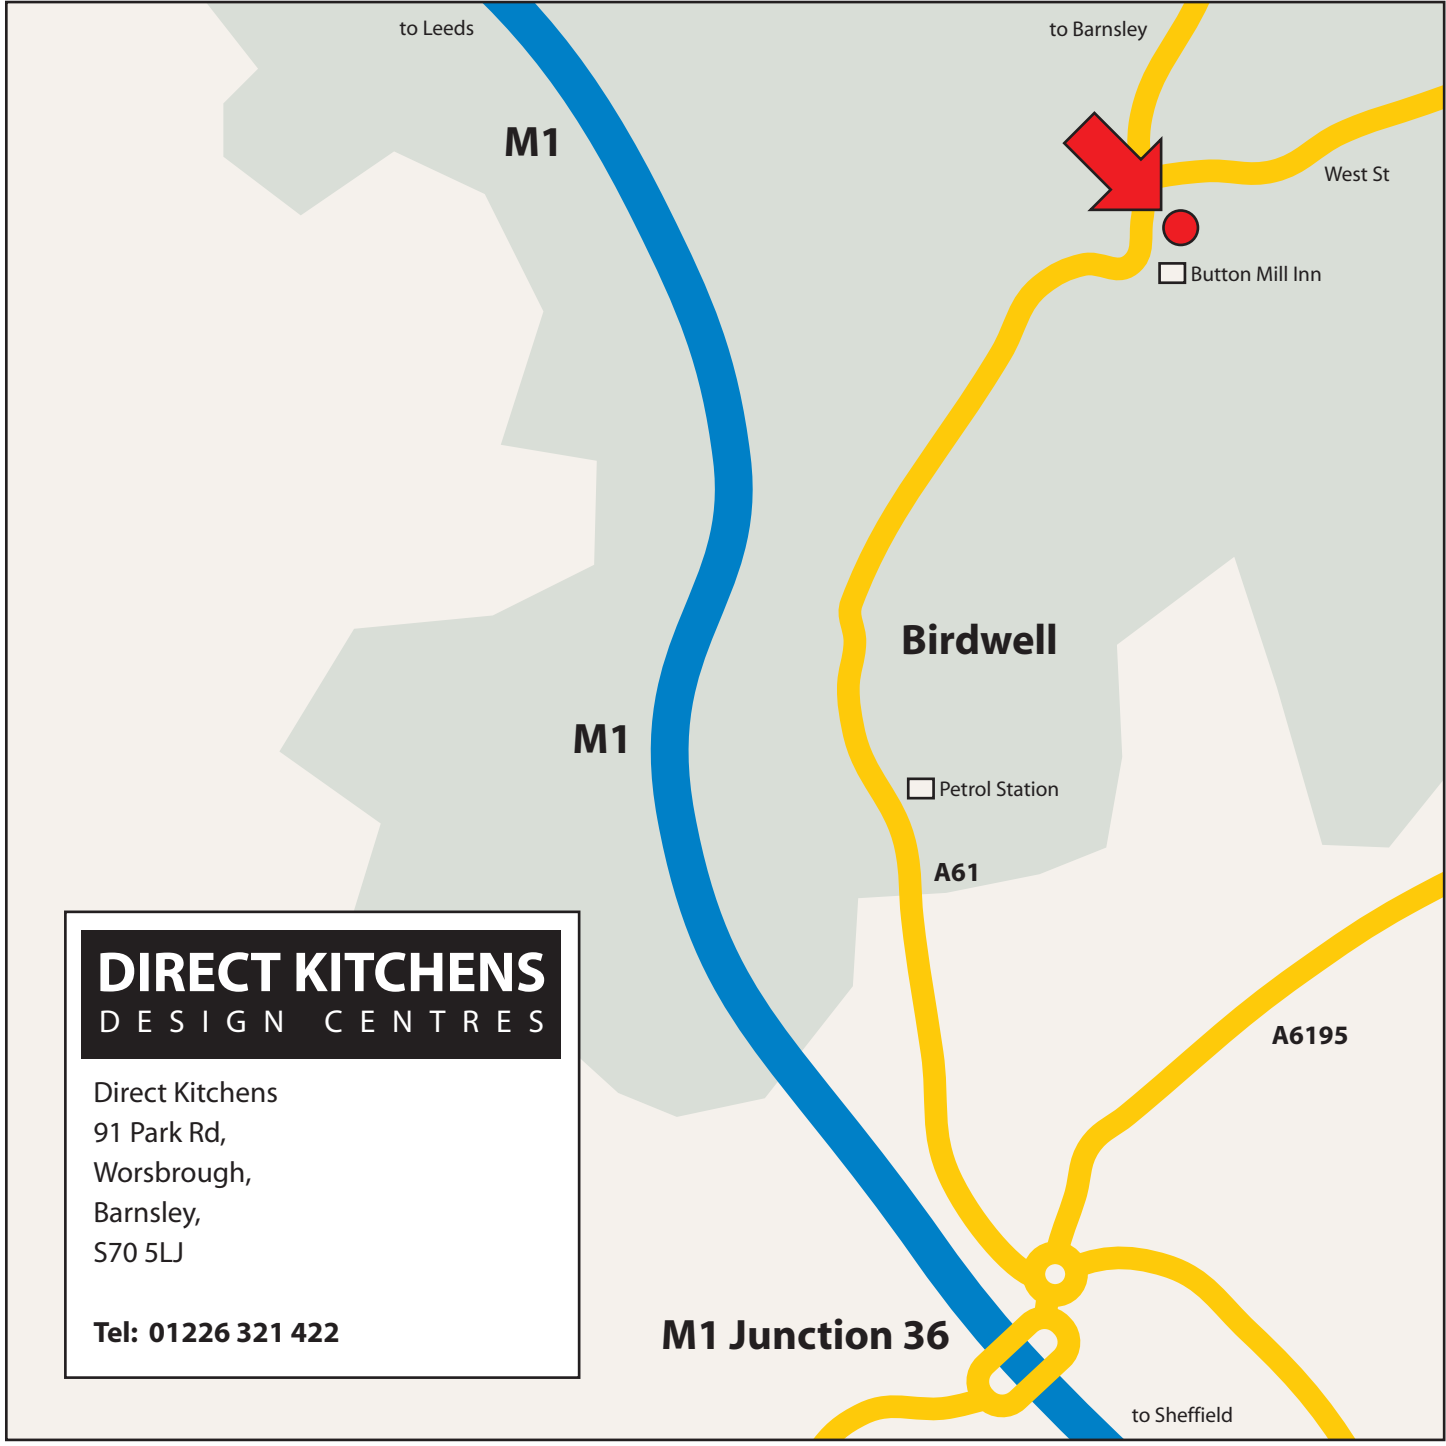 to Leeds
to Barnsley
M1
West St
Button Mill Inn
Birdwell
M1
Petrol Station
A61
A6195
DIRECT KITCHENS
DESIGN CENTRES
Direct Kitchens
91 Park Rd,
Worsbrough,
Barnsley,
S70 5LJ
Tel: 01226 321 422
M1 Junction 36
to Sheffield